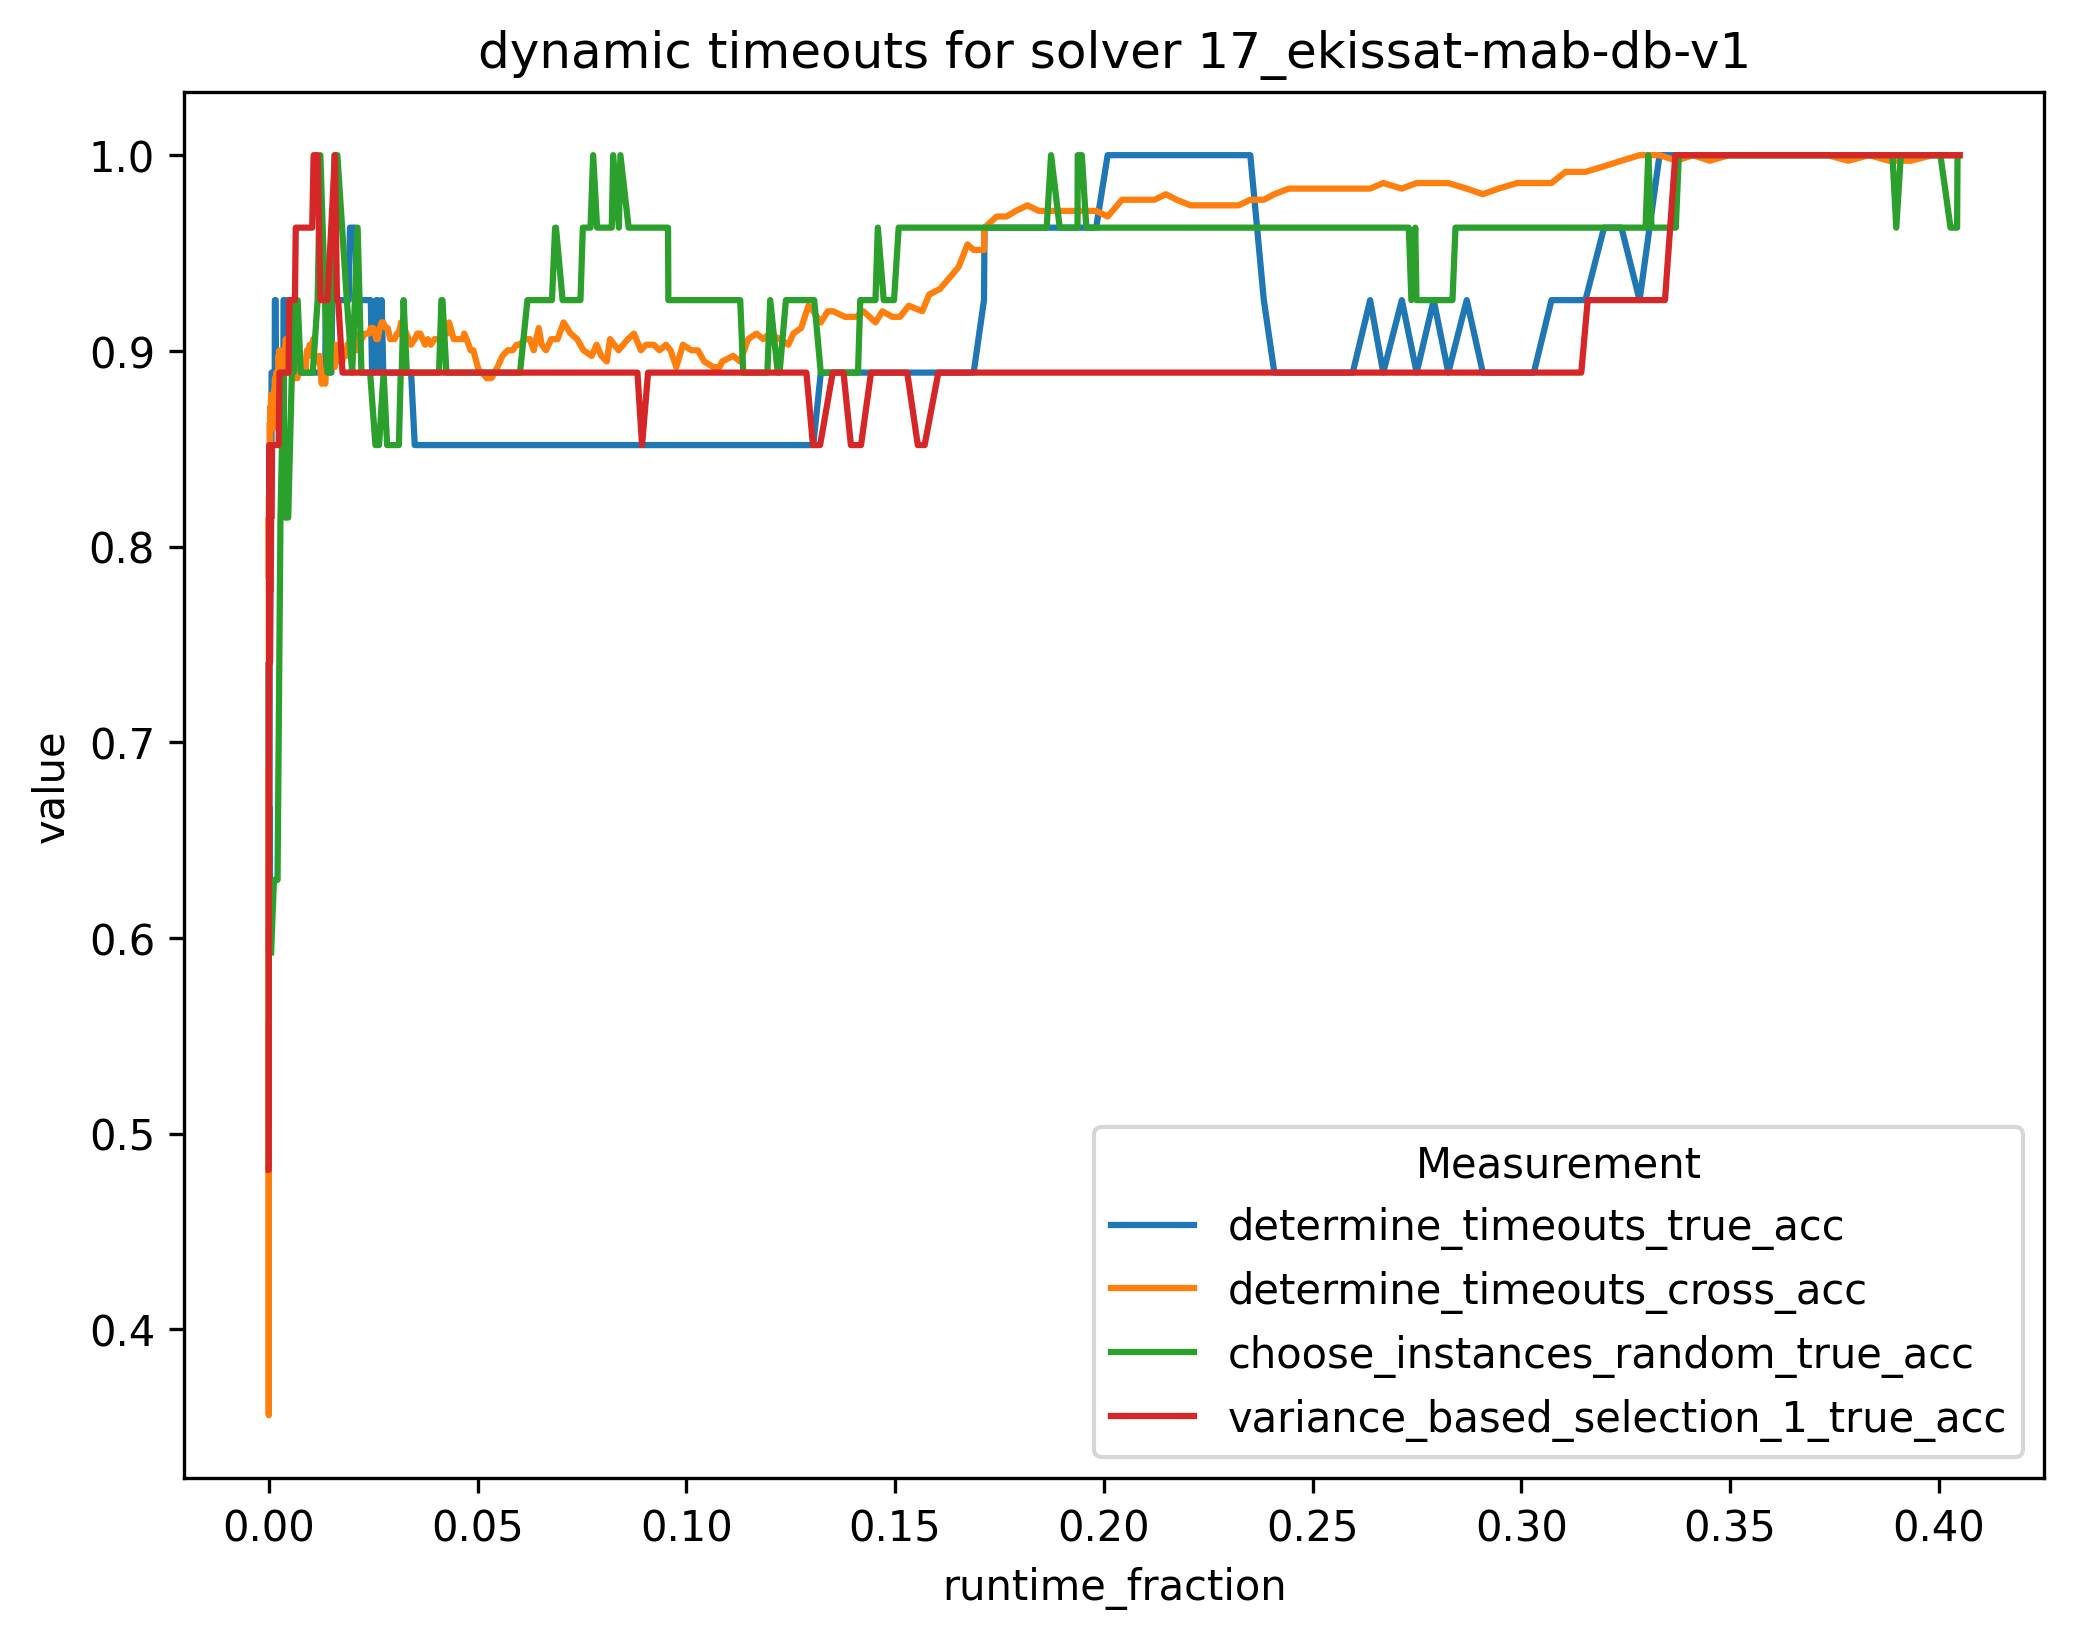 dynamic timeouts for solver 17_ekissat-mab-db-v1
value
1.0
0.9
0.8
0.7
0.6
0.5
0.4
Measurement
determine_timeouts_true_acc
determine_timeouts_cross_acc
choose_instances_random_true_acc
variance_based_selection_1_true_acc
0.00 0.05 0.10 0.15 0.20 0.25 0.30 0.35 0.40
runtime_fraction